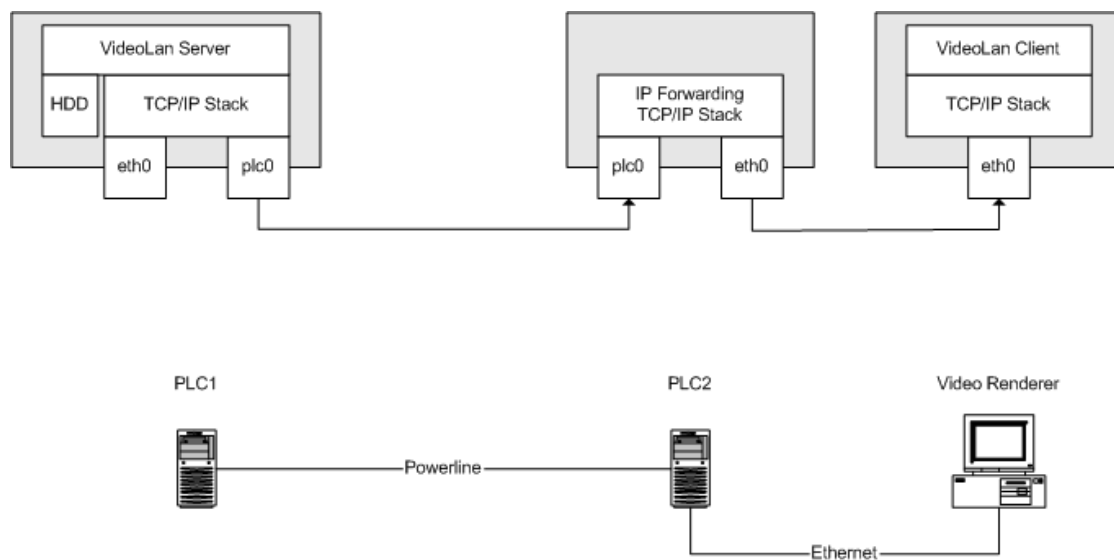 VideoLan Server
HDD
TCP/IP Stack
eth0
plc0
IP Forwarding
TCP/IP Stack
plc0
eth0
VideoLan Client
TCP/IP Stack
eth0
PLC1
PLC2
Video Renderer
Powerline
Ethernet